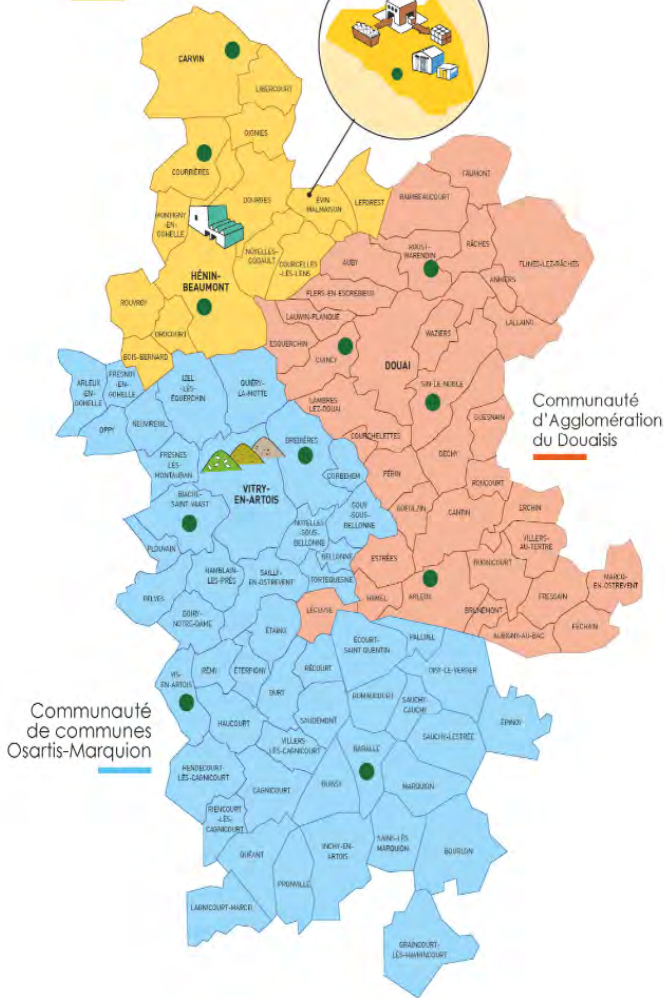 CARVIN
LIBERCOURT
OIGNIES
COURRIÈRES
DOURGES
ÉVIN-
MALMAISON
LEFOREST
MONTIGNY
-EN-
GOHELLE
NOYELLES-
GODAULT
COURCELLES
-LÈS-LENS
HÉNIN-
BEAUMONT
ROUVROY
DROCOURT
BOIS-BERNARD
FAUMONT
RAIMBEAUCOURT
ROOST-
WARENDIN
RÂCHES
FLINES-LEZ-RÂCHES
ANHIERS
LALLAING
AUBY
FLERS-EN-ESCREBIEUX
LAUWIN-PLANQUE
ESQUERCHIN
CUINCY
WAZIERS
DOUAI
SIN-LE-NOBLE
LAMBRES
LEZ-DOUAI
COURCHELETTES
GUESNAIN
DECHY
FÉRIN
ROUCOURT
GOEULZIN
CANTIN
ERCHIN
VILLERS-
AU-TERTRE
ESTRÉES
BUGNICOURT
MARCQ-
EN-OSTREVENT
HAMEL
ARLEUX
FRESSAIN
BRUNÉMONT
AUBIGNY-AU-BAC
FÉCHAIN
LÉCLUSE
Communauté
d'Agglomération
du Douaisis
ARLEUX
-EN-
GOHELLE
FRESNOY
-EN-
GOHELLE
IZEL
-LÈS-
ÉQUERCHIN
QUIÉRY-
LA-MOTTE
OPPY
NEUVIREUIL
FRESNES
LES-
MONTAUBAN
BREBIÈRES
CORBEHEM
VITRY-
EN-ARTOIS
BIACHE-
SAINT-VAAST
GOUY
-SOUS-
BELLONNE
NOYELLES
-SOUS-
BELLONNE
PLOUVAIN
BELLONNE
HAMBLAIN-
LES-PRÉS
SAILLY-
EN-OSTREVENT
TORTEQUESNE
PELVES
BOIRY-
NOTRE-DAME
ÉTAING
ÉCOURT-
SAINT QUENTIN
PALLUEL
VIS-
EN-ARTOIS
RÉMY
ÉTERPIGNY
RÉCOURT
OISY-LE-VERGER
DURY
RUMAUCOURT
SAUCHY-
CAUCHY
HAUCOURT
SAUDEMONT
ÉPINOY
VILLERS
-LÈS-CAGNICOURT
SAUCHY-LESTRÉE
BARALLE
HENDECOURT
-LÈS-CAGNICOURT
CAGNICOURT
BUISSY
MARQUION
RIENCOURT
-LÈS-
CAGNICOURT
INCHY-EN-
ARTOIS
SAINS-LÈS
MARQUION
BOURLON
QUÉANT
PRONVILLE
LAGNICOURT-MARCEL
GRAINCOURT
-LÈS-HAVRINCOURT
Communauté
de communes
Osartis-Marquion